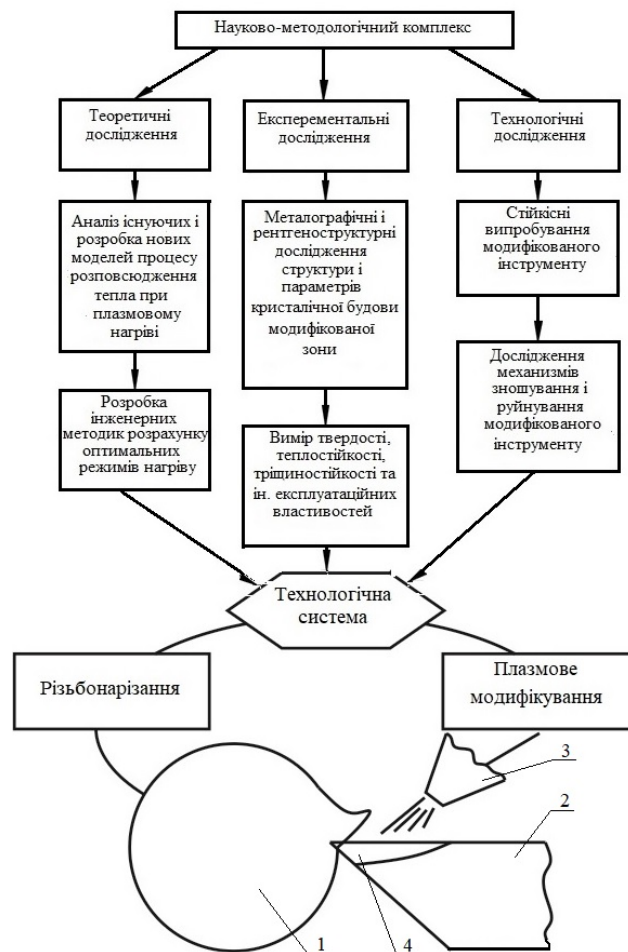 Науково-методологічний комплекс
Теоретичні
дослідження
Експерементальні
дослідження
Технологічні
дослідження
Аналіз існуючих і
розробка нових
моделей процесу
розповсюдження
тепла при
плазмовому
нагріві
Металографічні і
рентгеноструктурні
дослідження
структури і
параметрів
кристалічної будови
модифікованої
зони
Стійкісні
випробування
модифікованого
інструменту
Розробка
інженерних
методик розрахунку
оптимальних
режимів нагріву
Вимір твердості,
теплостійкості,
тріщиностійкості та
ін. експлуатаційних
властивостей
Дослідження
механизмів
зношування і
руйнування
модифікованого
інструменту
Технологічна
система
Різьбонарізання
Плазмове
модифікування
3
2
1
4